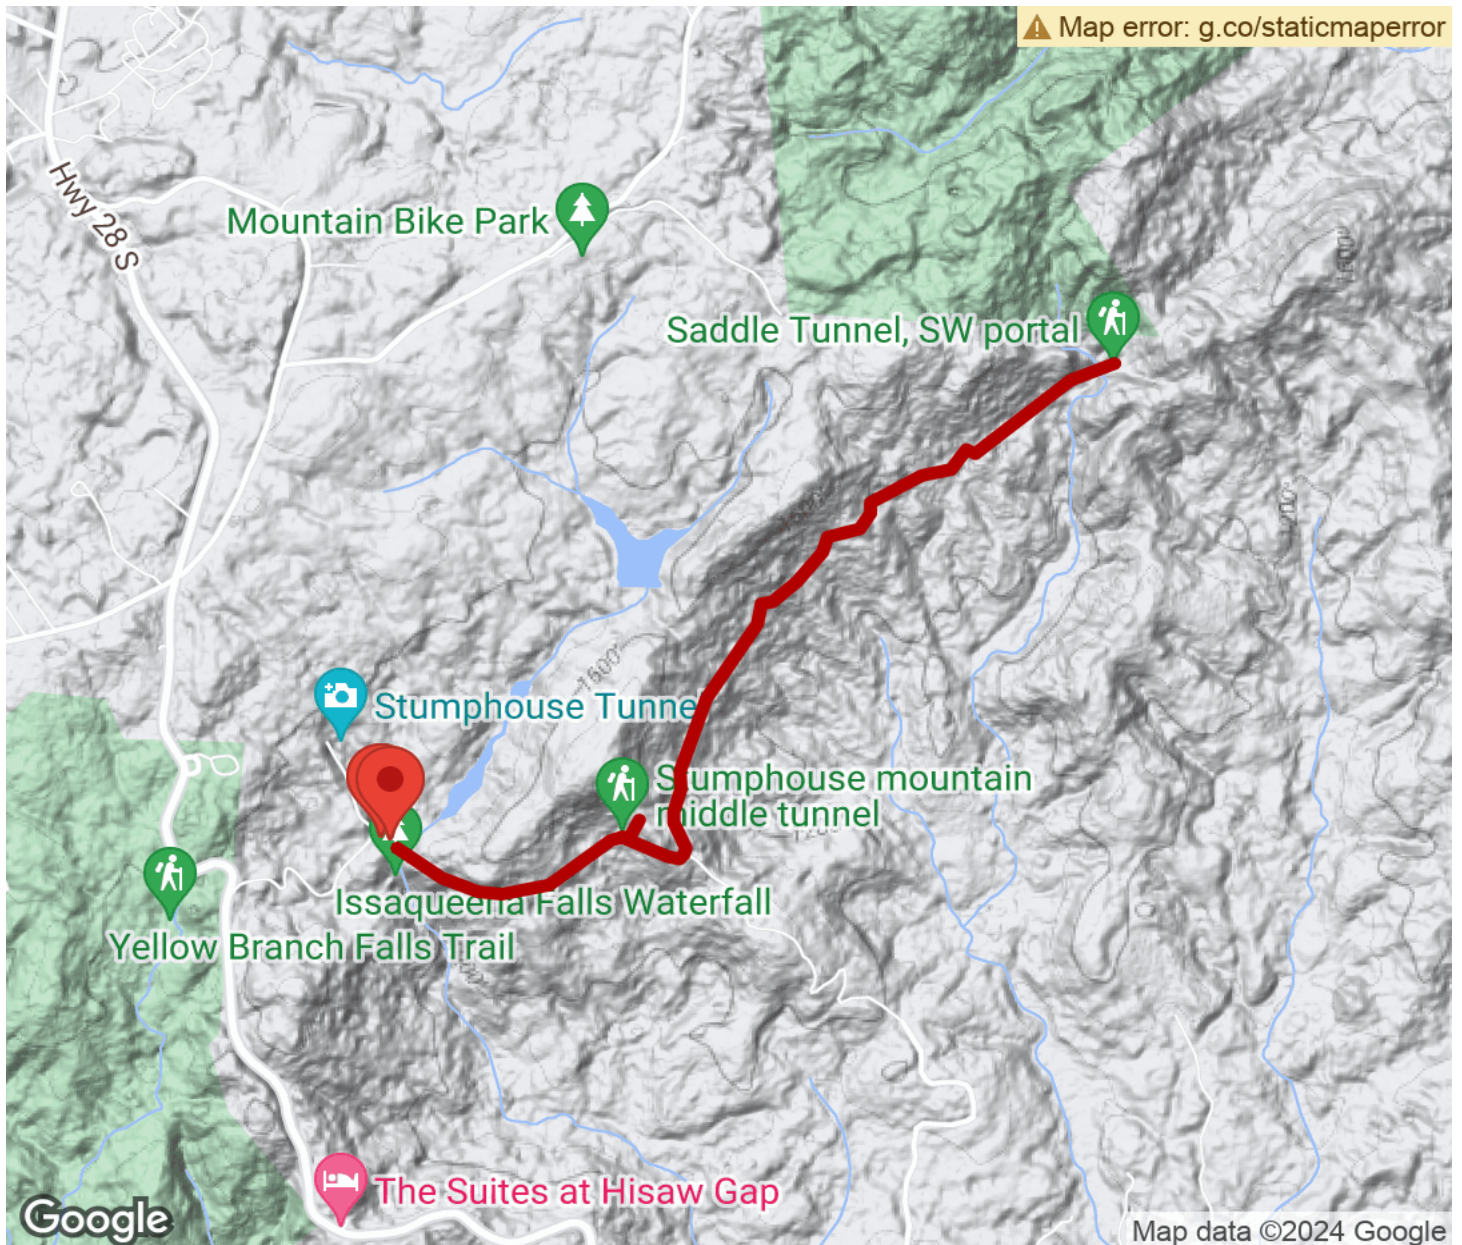 Map error: g.co/staticmaperror
Hwy 28 S
Mountain Bike Park
Saddle Tunnel, SW portal
1600'
Stumphouse Tunnel
Stumphouse mountain
middle tunnel
Issaqueena Falls Waterfall
Yellow Branch Falls Trail
The Suites at Hisaw Gap
Google
Map data ©2024 Google